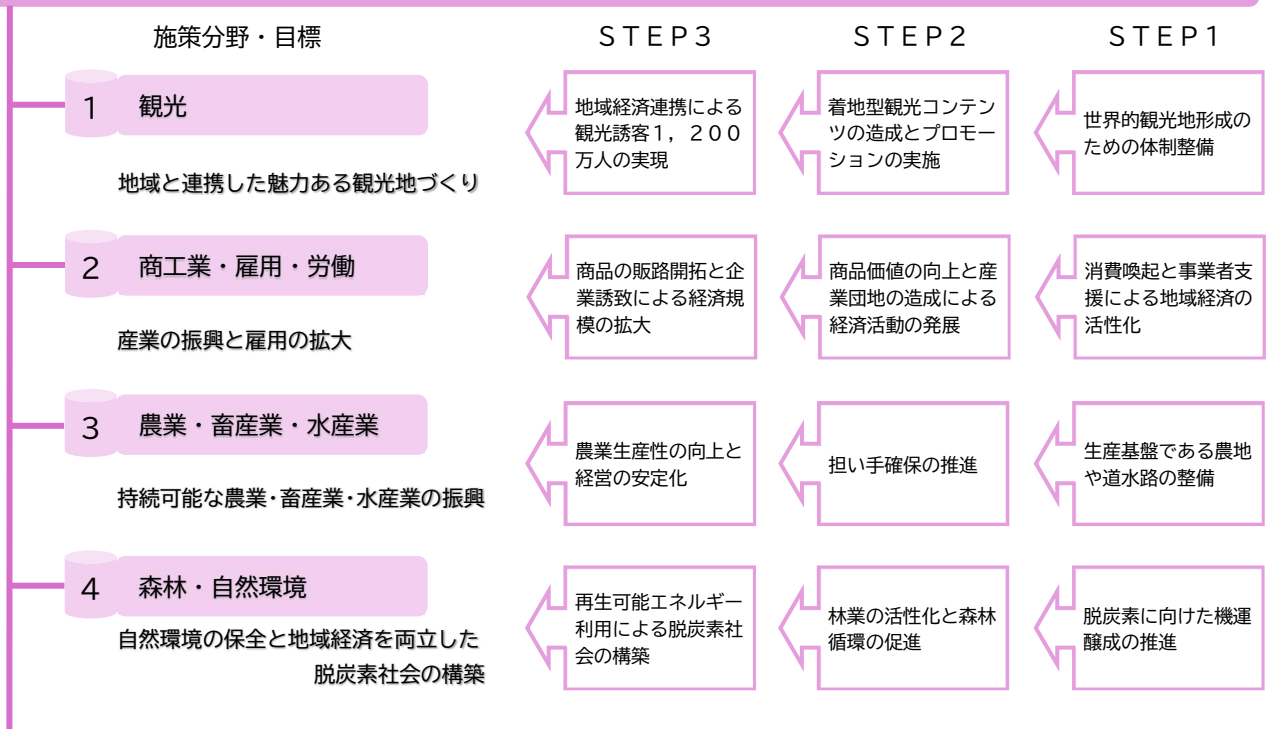 施策分野・目標
ＳＴＥＰ３
ＳＴＥＰ２
ＳＴＥＰ１
１ 観光
地域と連携した魅力ある観光地づくり
地域経済連携による
観光誘客１，２００
万人の実現
着地型観光コンテン
ツの造成とプロモー
ションの実施
世界的観光地形成の
ための体制整備
２ 商工業・雇用・労働
産業の振興と雇用の拡大
商品の販路開拓と企
業誘致による経済規
模の拡大
商品価値の向上と産
業団地の造成による
経済活動の発展
消費喚起と事業者支
援による地域経済の
活性化
３ 農業・畜産業・水産業
持続可能な農業・畜産業・水産業の振興
農業生産性の向上と
経営の安定化
担い手確保の推進
生産基盤である農地
や道水路の整備
４ 森林・自然環境
自然環境の保全と地域経済を両立した
脱炭素社会の構築
再生可能エネルギー
利用による脱炭素社
会の構築
林業の活性化と森林
循環の促進
脱炭素に向けた機運
醸成の推進